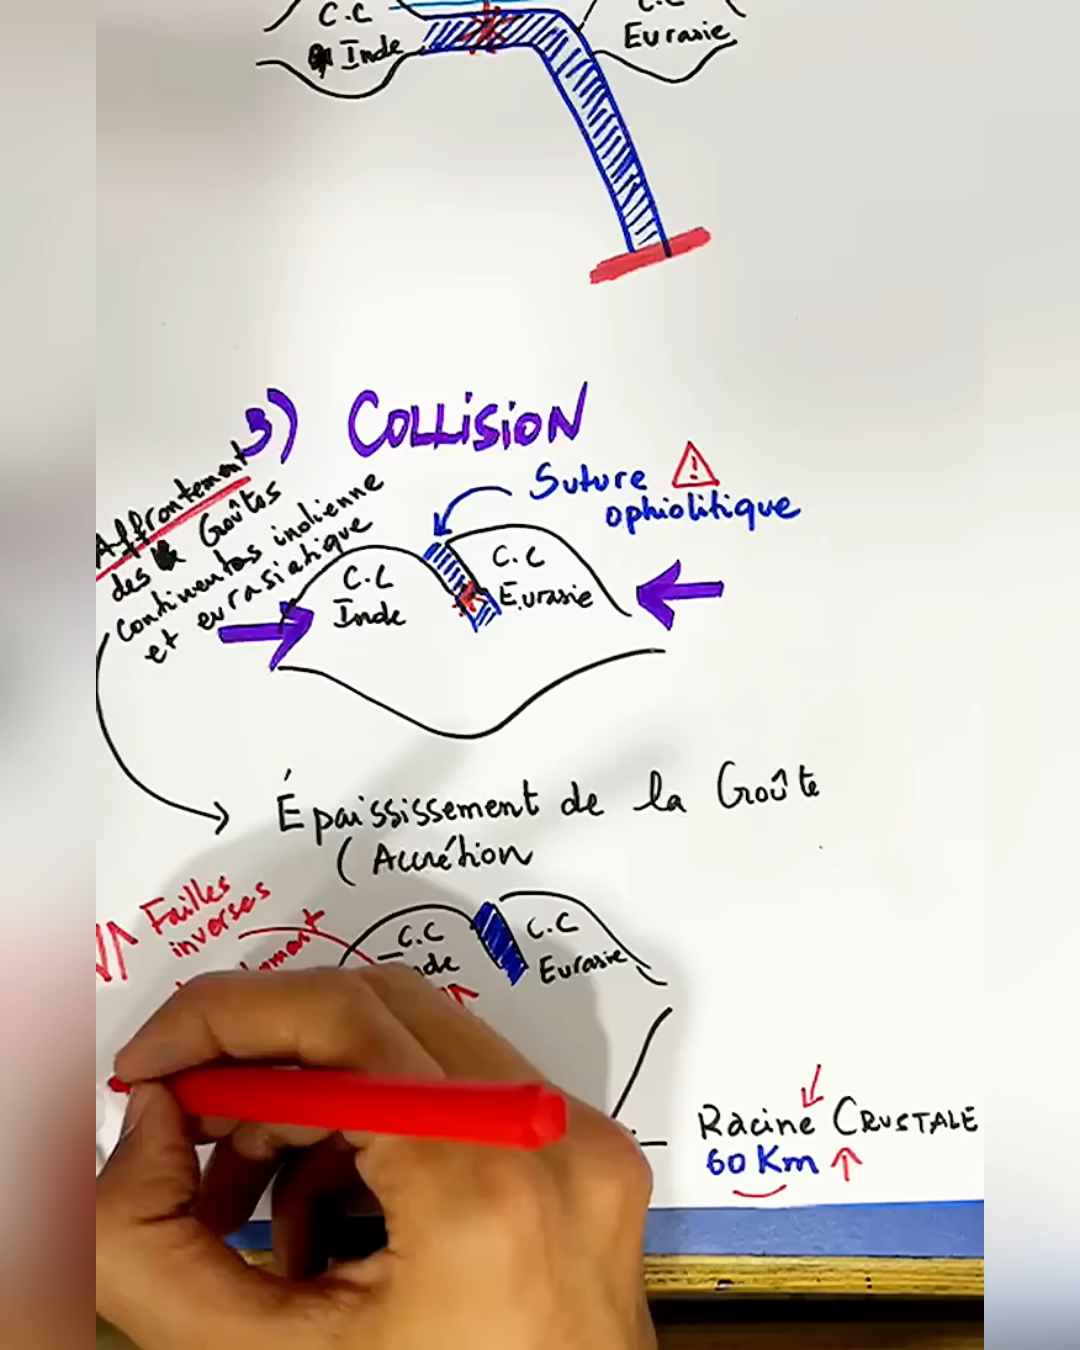 C.C
Inde
C.C
Eurasie
3) COLLISION
Affrontement
des Croûtes
continentales indienne
et eurasiatique
Suture
ophiolitique
C.C
Inde
C.C
Eurasie
Épaississement de la Croûte
(Accrétion
Failles
inverses
C.C
C.C
Eurasie
Racine CRUSTALE
60 Km